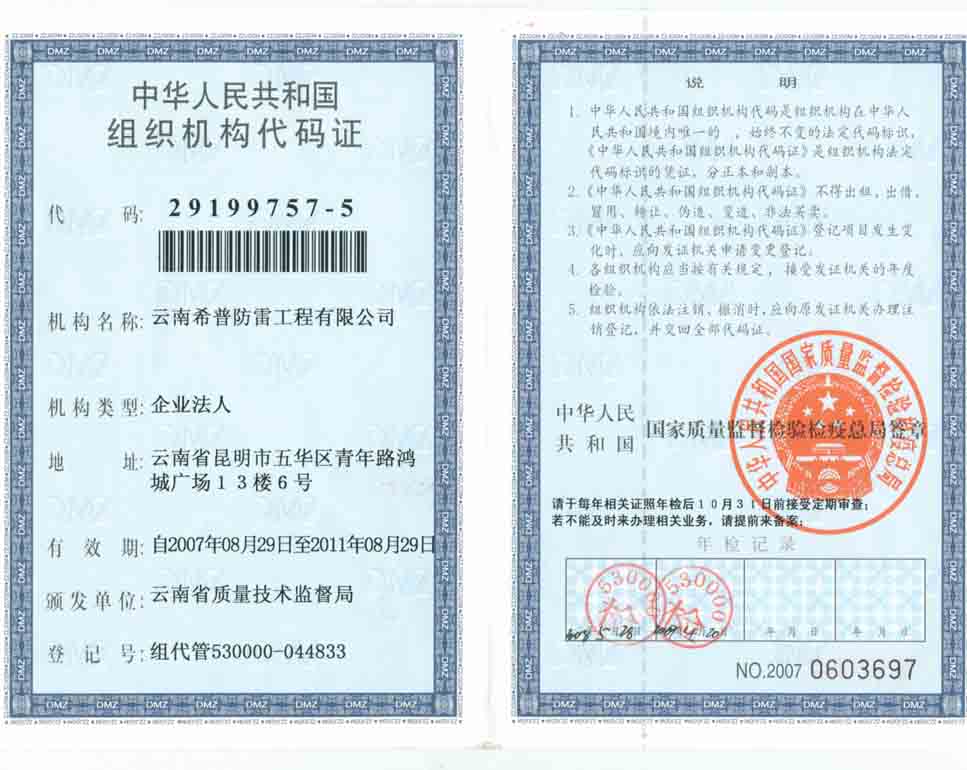 中华人民共和国
组织机构代码证
代 码: 29199757-5
机构名称: 云南希普防雷工程有限公司
机构类型: 企业法人
地 址: 云南省昆明市五华区青年路鸿
城广场13楼6号
有 效 期: 自2007年08月29日至2011年08月29日
颁发单位: 云南省质量技术监督局
登 记 号: 组代管530000-044833
说 明
1. 中华人民共和国组织机构代码是组织机构在中华人
民共和国境内唯一的 , 始终不变的法定代码标识,
《中华人民共和国组织机构代码证》是组织机构法定
代码标识的凭证, 分正本和副本。
2. 《中华人民共和国组织机构代码证》不得出租, 出借,
冒用、转让、伪造、变造、非法买卖。
3. 《中华人民共和国组织机构代码证》登记项目发生变
化时, 应向发证机关申请变更登记。
4. 各组织机构应当按有关规定, 接受发证机关的年度
检验。
5. 组织机构依法注销、撤消时, 应向原发证机关办理注
销登记, 并交回全部代码证。
中华人民
共和国
国家质量监督检验检疫总局签章
中华人民共和国国家质量监督检验检疫总局
请于每年相关证照年检后10月31日前接受定期审查;
若不能及时来办理相关业务, 请提前来备案;
年检记录
530000 530000
年 月 日 年 月 日
NO.2007 0603697